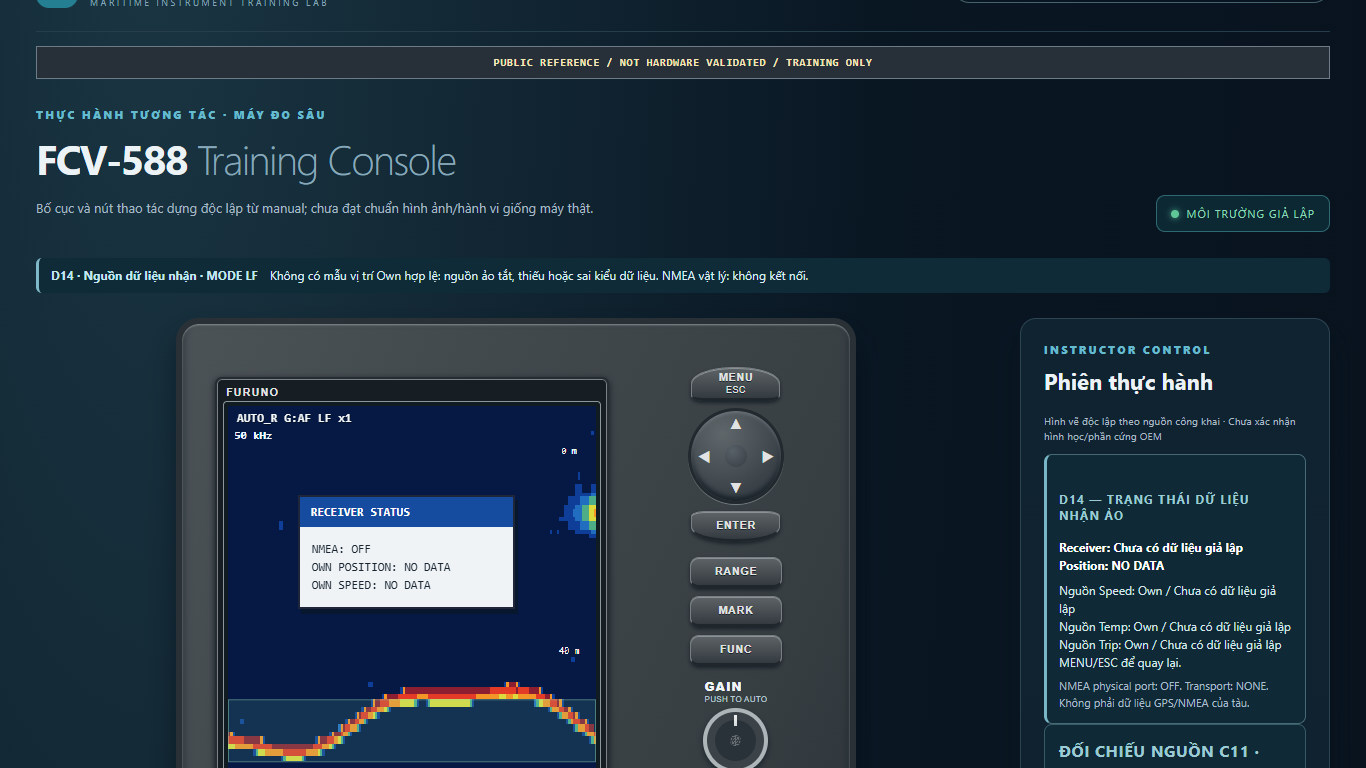 MARITIME INSTRUMENT TRAINING LAB
PUBLIC REFERENCE / NOT HARDWARE VALIDATED / TRAINING ONLY
THỰC HÀNH TƯƠNG TÁC · MÁY ĐO SÂU
FCV-588 Training Console
Bố cục và nút thao tác dựng độc lập từ manual; chưa đạt chuẩn hình ảnh/hành vi giống máy thật.
MÔI TRƯỜNG GIẢ LẬP
D14 · Nguồn dữ liệu nhận · MODE LF Không có mẫu vị trí Own hợp lệ: nguồn ảo tắt, thiếu hoặc sai kiểu dữ liệu. NMEA vật lý: không kết nối.
FURUNO
AUTO_R G:AF LF x1
50 kHz
0 m
RECEIVER STATUS
NMEA: OFF
OWN POSITION: NO DATA
OWN SPEED: NO DATA
40 m
MENU
ESC
ENTER
RANGE
MARK
FUNC
GAIN
PUSH TO AUTO
INSTRUCTOR CONTROL
Phiên thực hành
Hình vẽ độc lập theo nguồn công khai · Chưa xác nhận
hình học/phần cứng OEM
D14 — TRẠNG THÁI DỮ LIỆU
NHẬN ẢO
Receiver: Chưa có dữ liệu giả lập
Position: NO DATA
Nguồn Speed: Own / Chưa có dữ liệu giả
lập
Nguồn Temp: Own / Chưa có dữ liệu giả lập
Nguồn Trip: Own / Chưa có dữ liệu giả lập
MENU/ESC để quay lại.
NMEA physical port: OFF. Transport: NONE.
Không phải dữ liệu GPS/NMEA của tàu.
ĐỐI CHIẾU NGUỒN C11 ·